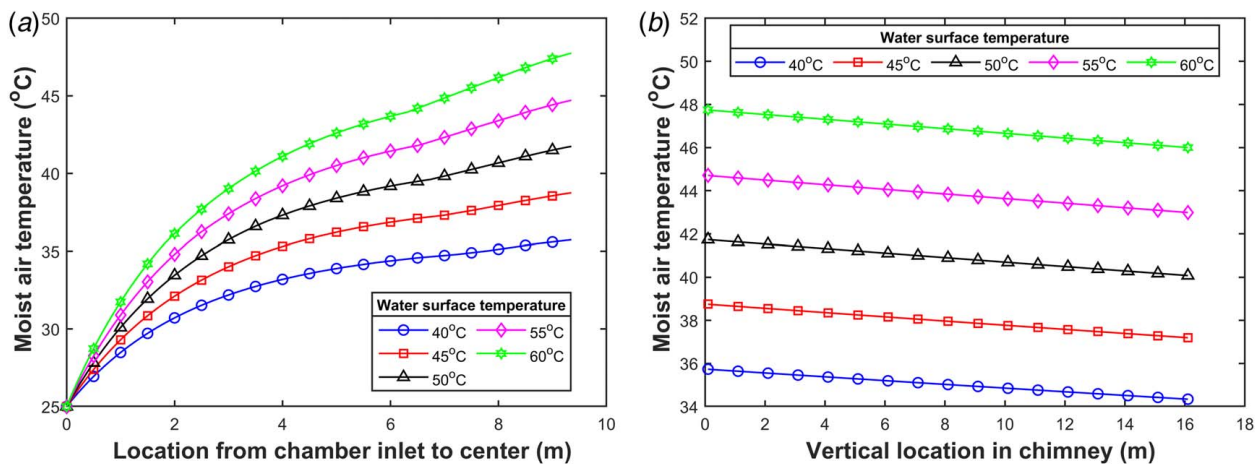 (a)
50
45
40
35
30
25
Moist air temperature (°C)
0 2 4 6 8 10
Location from chamber inlet to center (m)
Water surface temperature
40°C 55°C
45°C 60°C
50°C
(b)
52
50
48
46
44
42
40
38
36
34
Moist air temperature (°C)
0 2 4 6 8 10 12 14 16 18
Vertical location in chimney (m)
Water surface temperature
40°C 45°C 50°C 55°C 60°C